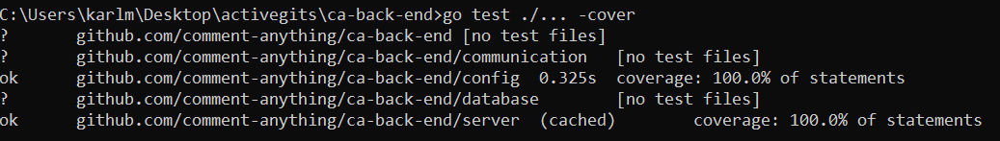 C:\Users\karlm\Desktop\activegits\ca-back-end>go test ./... -cover
? github.com/comment-anything/ca-back-end [no test files]
? github.com/comment-anything/ca-back-end/communication [no test files]
ok github.com/comment-anything/ca-back-end/config 0.325s coverage: 100.0% of statements
? github.com/comment-anything/ca-back-end/database [no test files]
ok github.com/comment-anything/ca-back-end/server (cached) coverage: 100.0% of statements